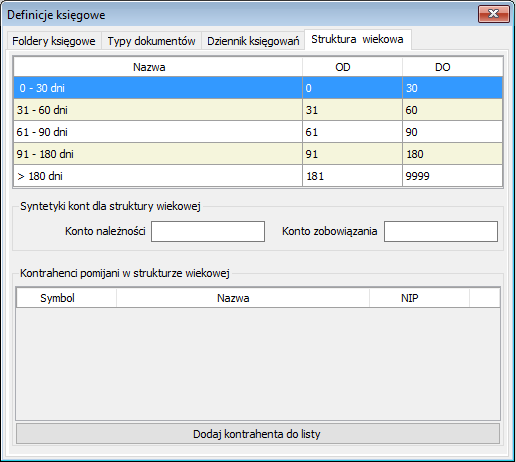 Definicje księgowe
Foldery księgowe Typy dokumentów Dziennik księgowań Struktura wiekowa
Nazwa OD DO
0 - 30 dni 0 30
31 - 60 dni 31 60
61 - 90 dni 61 90
91 - 180 dni 91 180
> 180 dni 181 9999
Syntetyki kont dla struktury wiekowej
Konto należności Konto zobowiązania
Kontrahenci pomijani w strukturze wiekowej
Symbol Nazwa NIP
Dodaj kontrahenta do listy